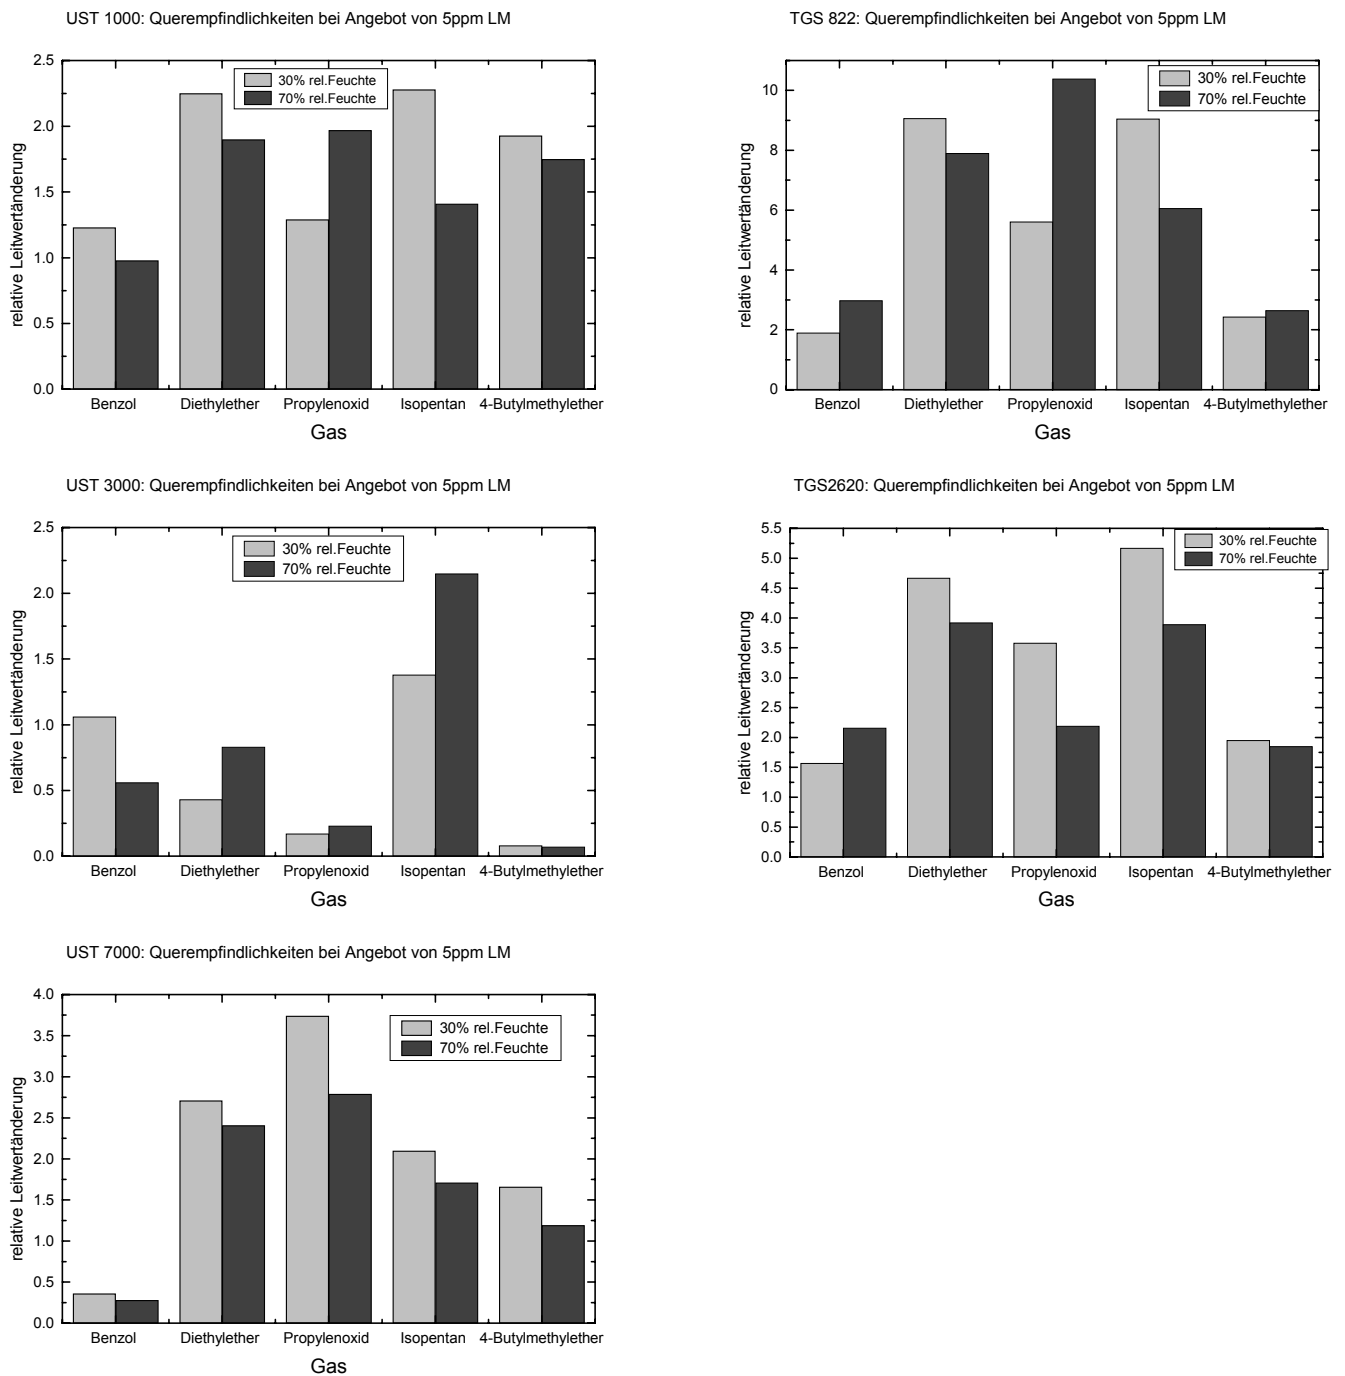 UST 1000: Querempfindlichkeiten bei Angebot von 5ppm LM
30% rel.Feuchte
70% rel.Feuchte
relative Leitwertänderung
2.5
2.0
1.5
1.0
0.5
0.0
Benzol Diethylether Propylenoxid Isopentan 4-Butylmethylether
Gas
TGS 822: Querempfindlichkeiten bei Angebot von 5ppm LM
30% rel.Feuchte
70% rel.Feuchte
relative Leitwertänderung
10
8
6
4
2
0
Benzol Diethylether Propylenoxid Isopentan 4-Butylmethylether
Gas
UST 3000: Querempfindlichkeiten bei Angebot von 5ppm LM
30% rel.Feuchte
70% rel.Feuchte
relative Leitwertänderung
2.5
2.0
1.5
1.0
0.5
0.0
Benzol Diethylether Propylenoxid Isopentan 4-Butylmethylether
Gas
TGS2620: Querempfindlichkeiten bei Angebot von 5ppm LM
30% rel.Feuchte
70% rel.Feuchte
relative Leitwertänderung
5.5
5.0
4.5
4.0
3.5
3.0
2.5
2.0
1.5
1.0
0.5
0.0
Benzol Diethylether Propylenoxid Isopentan 4-Butylmethylether
Gas
UST 7000: Querempfindlichkeiten bei Angebot von 5ppm LM
30% rel.Feuchte
70% rel.Feuchte
relative Leitwertänderung
4.0
3.5
3.0
2.5
2.0
1.5
1.0
0.5
0.0
Benzol Diethylether Propylenoxid Isopentan 4-Butylmethylether
Gas